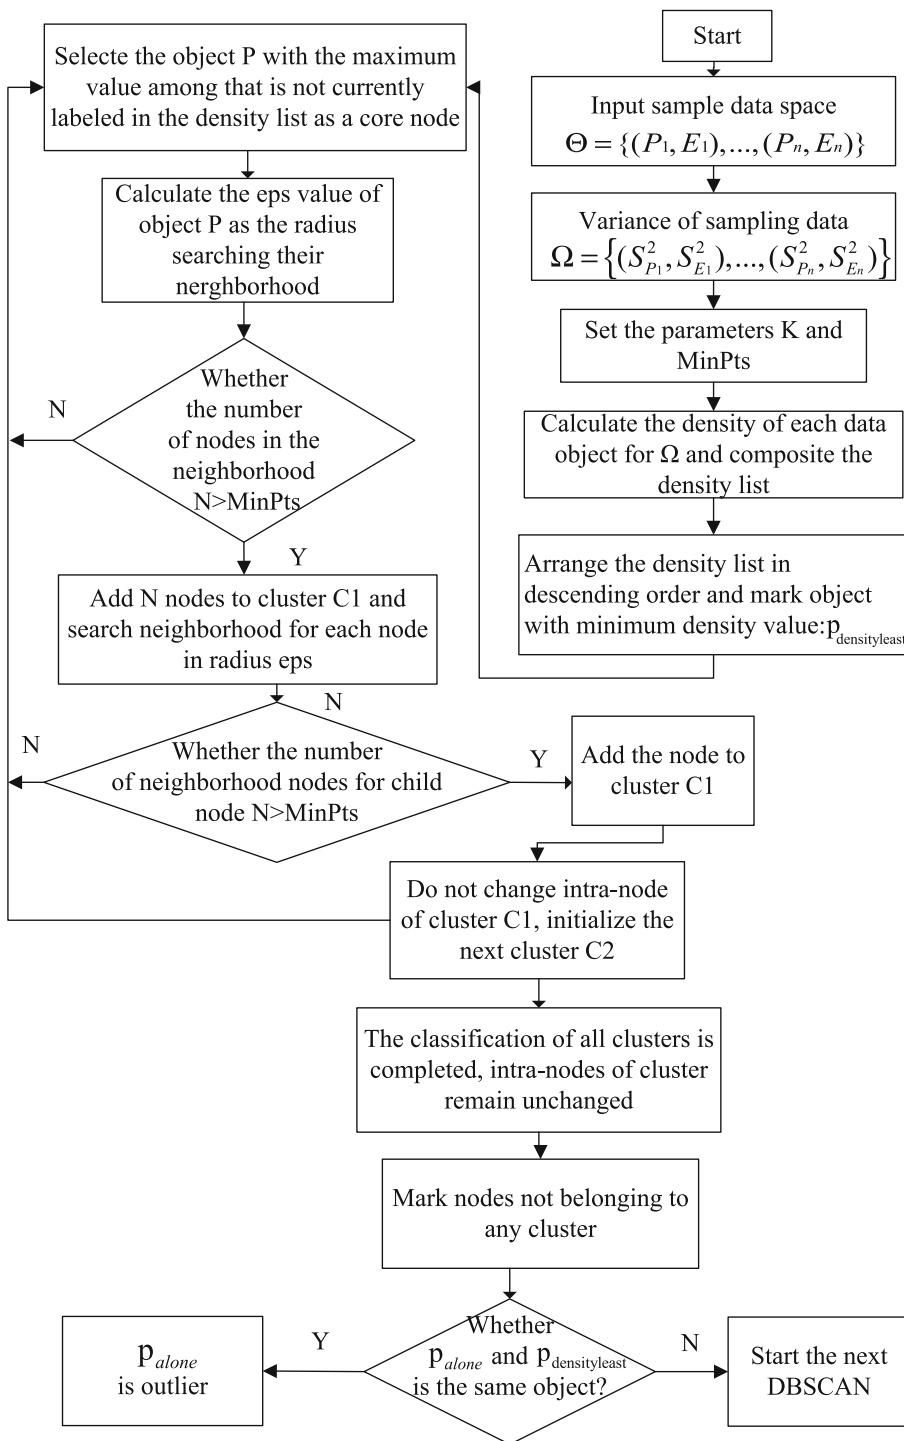 Start
Input sample data space
Θ = {(P1, E1),...,(Pn, En)}
Variance of sampling data
Ω = {(S²P1, S²E1),...,(S²Pn, S²En)}
Set the parameters K and
MinPts
Calculate the density of each data
object for Ω and composite the
density list
Arrange the density list in
descending order and mark object
with minimum density value:pdensityleast
Selecte the object P with the maximum
value among that is not currently
labeled in the density list as a core node
Calculate the eps value of
object P as the radius
searching their
nerghborhood
Whether
the number
of nodes in the
neighborhood
N>MinPts
N
Y
Add N nodes to cluster C1 and
search neighborhood for each node
in radius eps
N
N
Whether the number
of neighborhood nodes for child
node N>MinPts
Y
Add the node to
cluster C1
Do not change intra-node
of cluster C1, initialize the
next cluster C2
The classification of all clusters is
completed, intra-nodes of cluster
remain unchanged
Mark nodes not belonging to
any cluster
Whether
palone and pdensityleast
is the same object?
Y
N
palone
is outlier
Start the next
DBSCAN